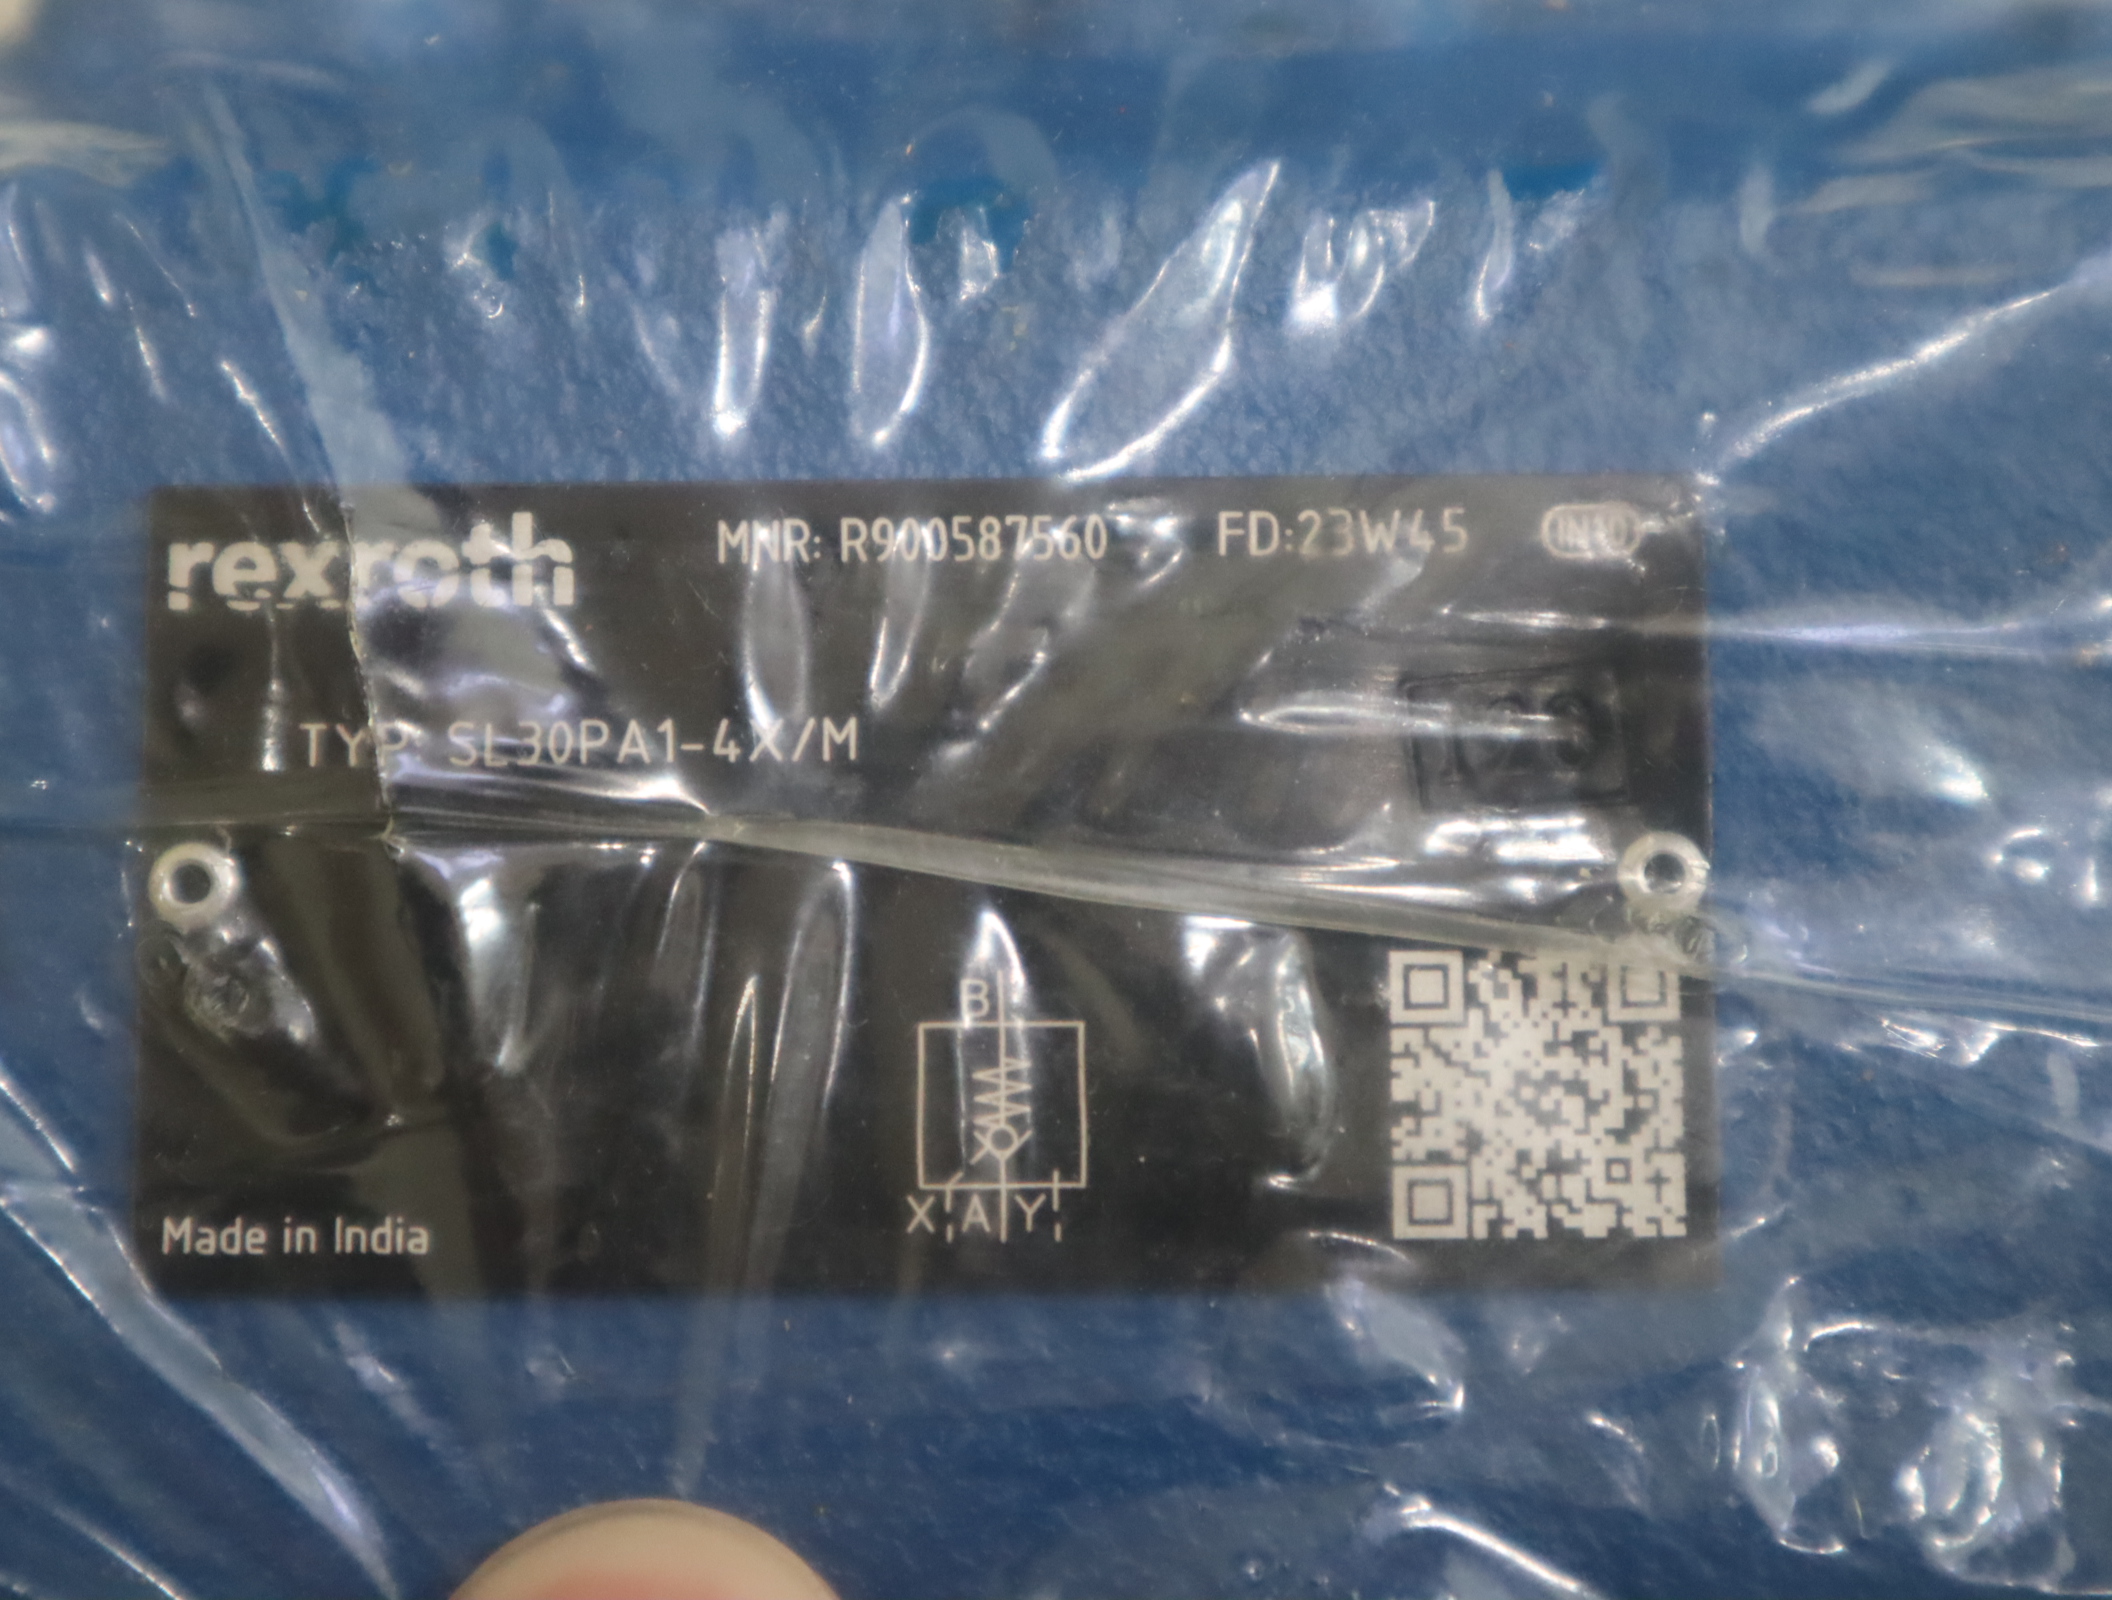 rexroth
MNR: R900587560 FD:23W45
TYP: SL30PA1-4X/M
B
X A Y
Made in India